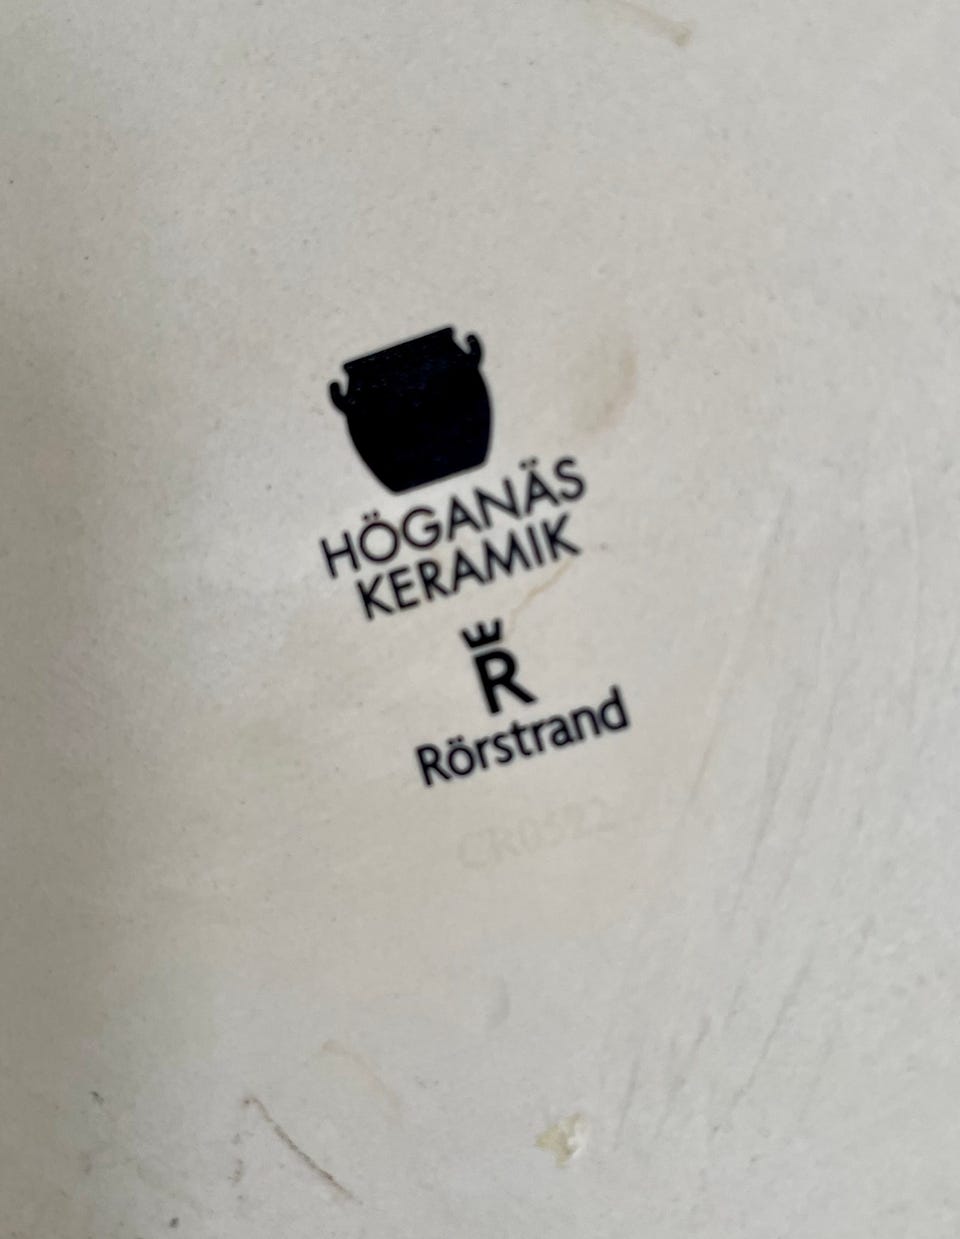 HÖGANÄS
KERAMIK
R
Rörstrand